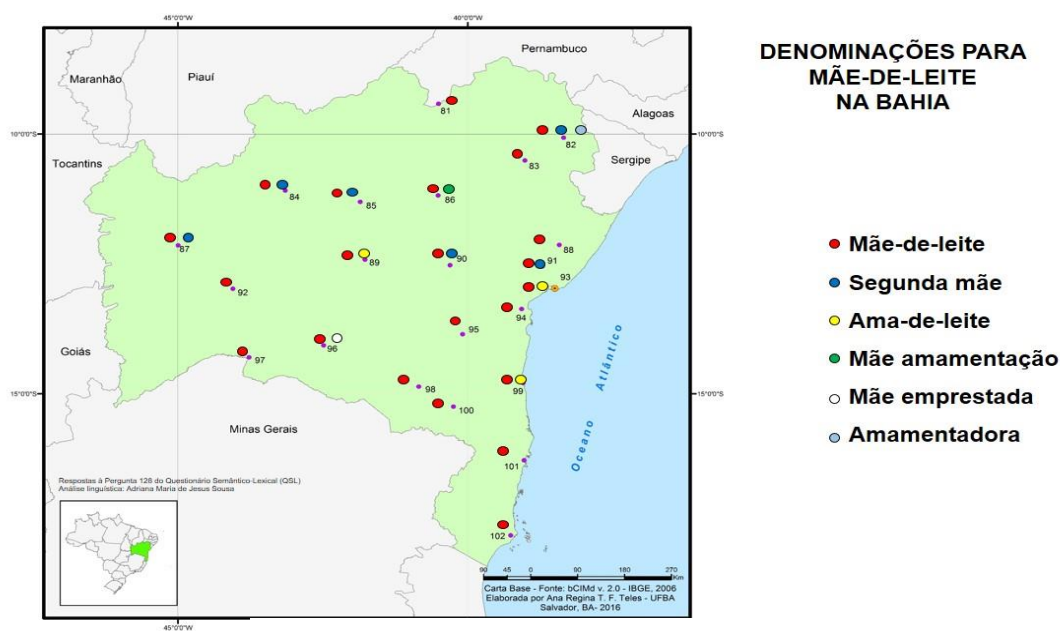 45°0'0"W 40°0'0"W
Pernambuco
Maranhão Piauí
Alagoas
10°0'0"S 10°0'0"S
Sergipe
Tocantins
81
82
83
84
85
86
87
88
89
90
91
92
93
94
95
96
97
98
99
100
101
102
Goiás
15°0'0"S 15°0'0"S
Minas Gerais
Oceano Atlântico
Respostas à Pergunta 128 do Questionário Semântico-Lexical (QSL)
Análise linguística: Adriana Maria de Jesus Sousa
90 45 0 90 180 270
Km
Carta Base - Fonte: bCIMd v. 2.0 - IBGE, 2006
Elaborada por Ana Regina T. F. Teles - UFBA
Salvador, BA- 2016
45°0'0"W
DENOMINAÇÕES PARA
MÃE-DE-LEITE
NA BAHIA
Mãe-de-leite
Segunda mãe
Ama-de-leite
Mãe amamentação
Mãe emprestada
Amamentadora